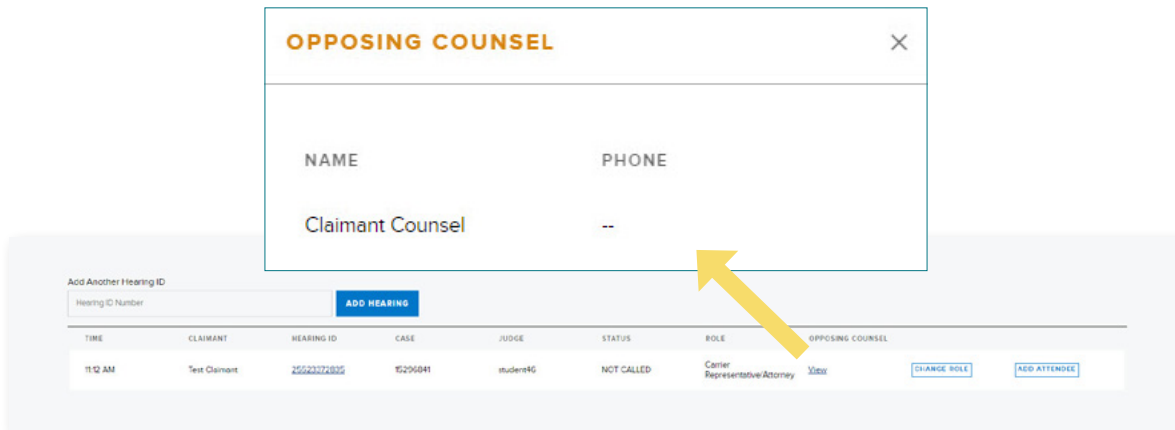 OPPOSING COUNSEL
NAME PHONE
Claimant Counsel --
Add Another Hearing ID
Hearing ID Number ADD HEARING
TIME CLAIMANT HEARING ID CASE JUDGE STATUS ROLE OPPOSING COUNSEL
11:12 AM Test Claimant 25523372835 15296841 student46 NOT CALLED Carrier Representative/Attorney View CHANGE ROLE ADD ATTENDEE